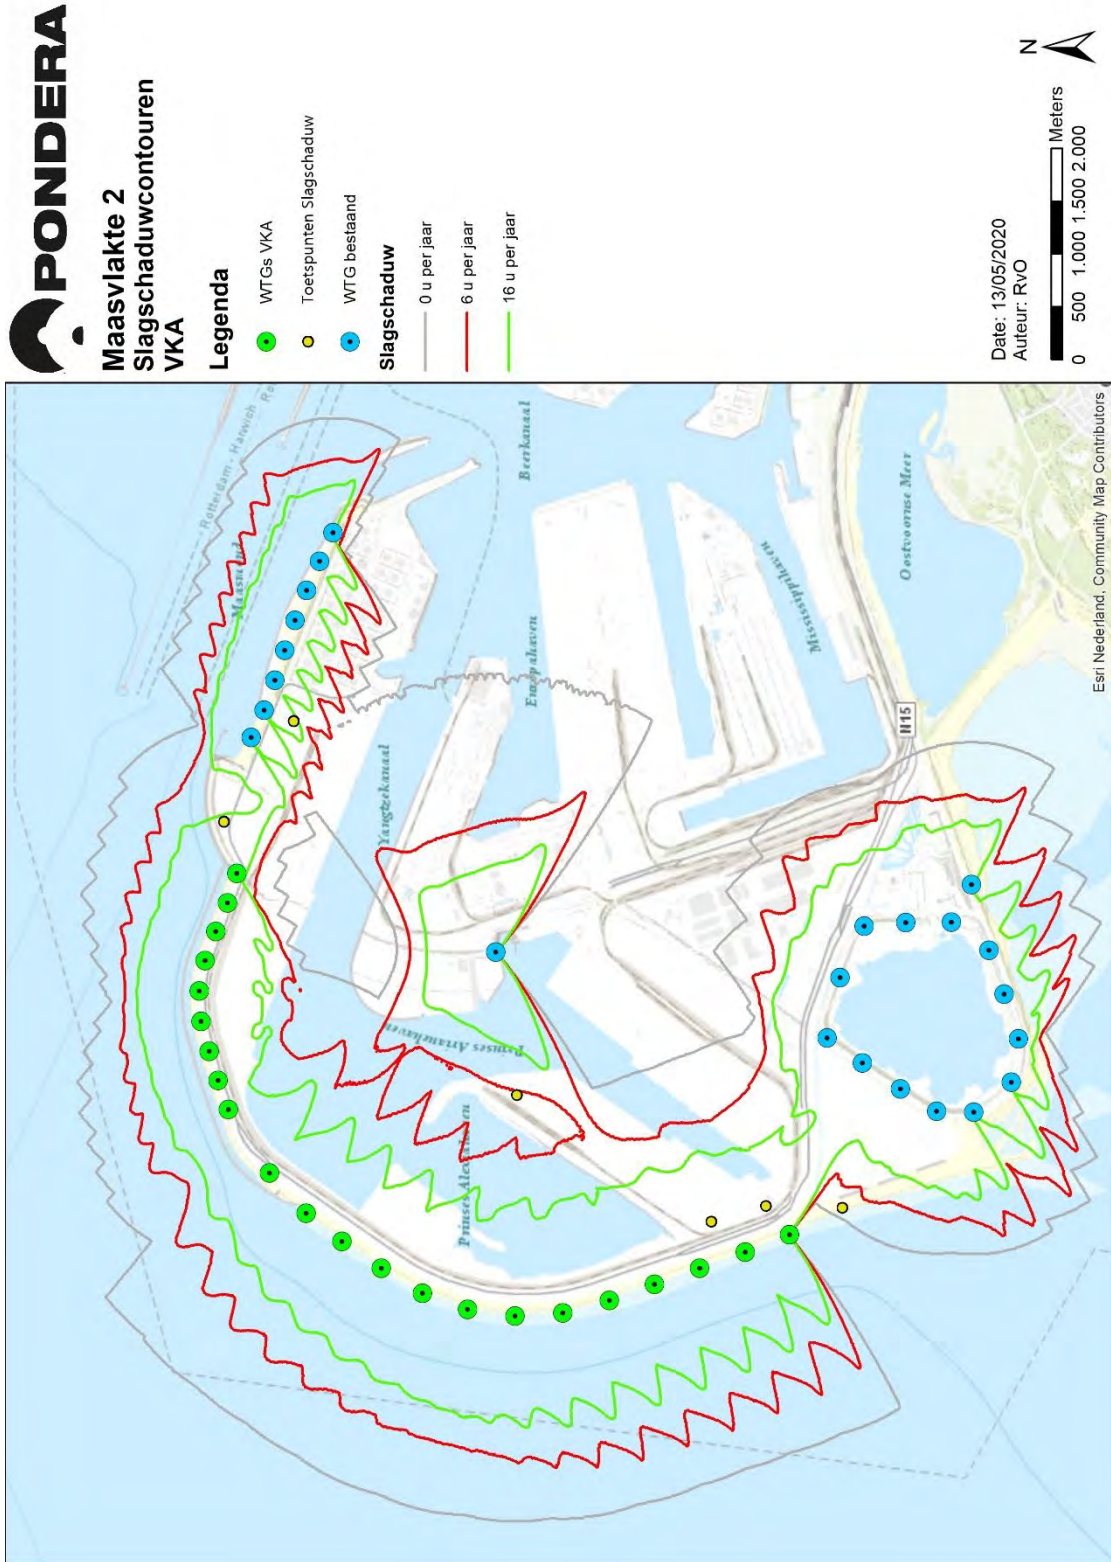 PONDERA
Maasvlakte 2
Slagschaduwcontouren
VKA
Legenda
WTGs VKA
Toetspunten Slagschaduw
WTG bestaand
Slagschaduw
0 u per jaar
6 u per jaar
16 u per jaar
N
Date: 13/05/2020
Auteur: RvO
0 500 1.000 1.500 2.000
Meters
Rotterdam - Harwich
Maasmond
Beerkanaal
Yangtzekanaal
Europahaven
Mississippihaven
Oostvoornse Meer
Prinses Arianehaven
Prinses Alexiahaven
N15
Esri Nederland, Community Map Contributors